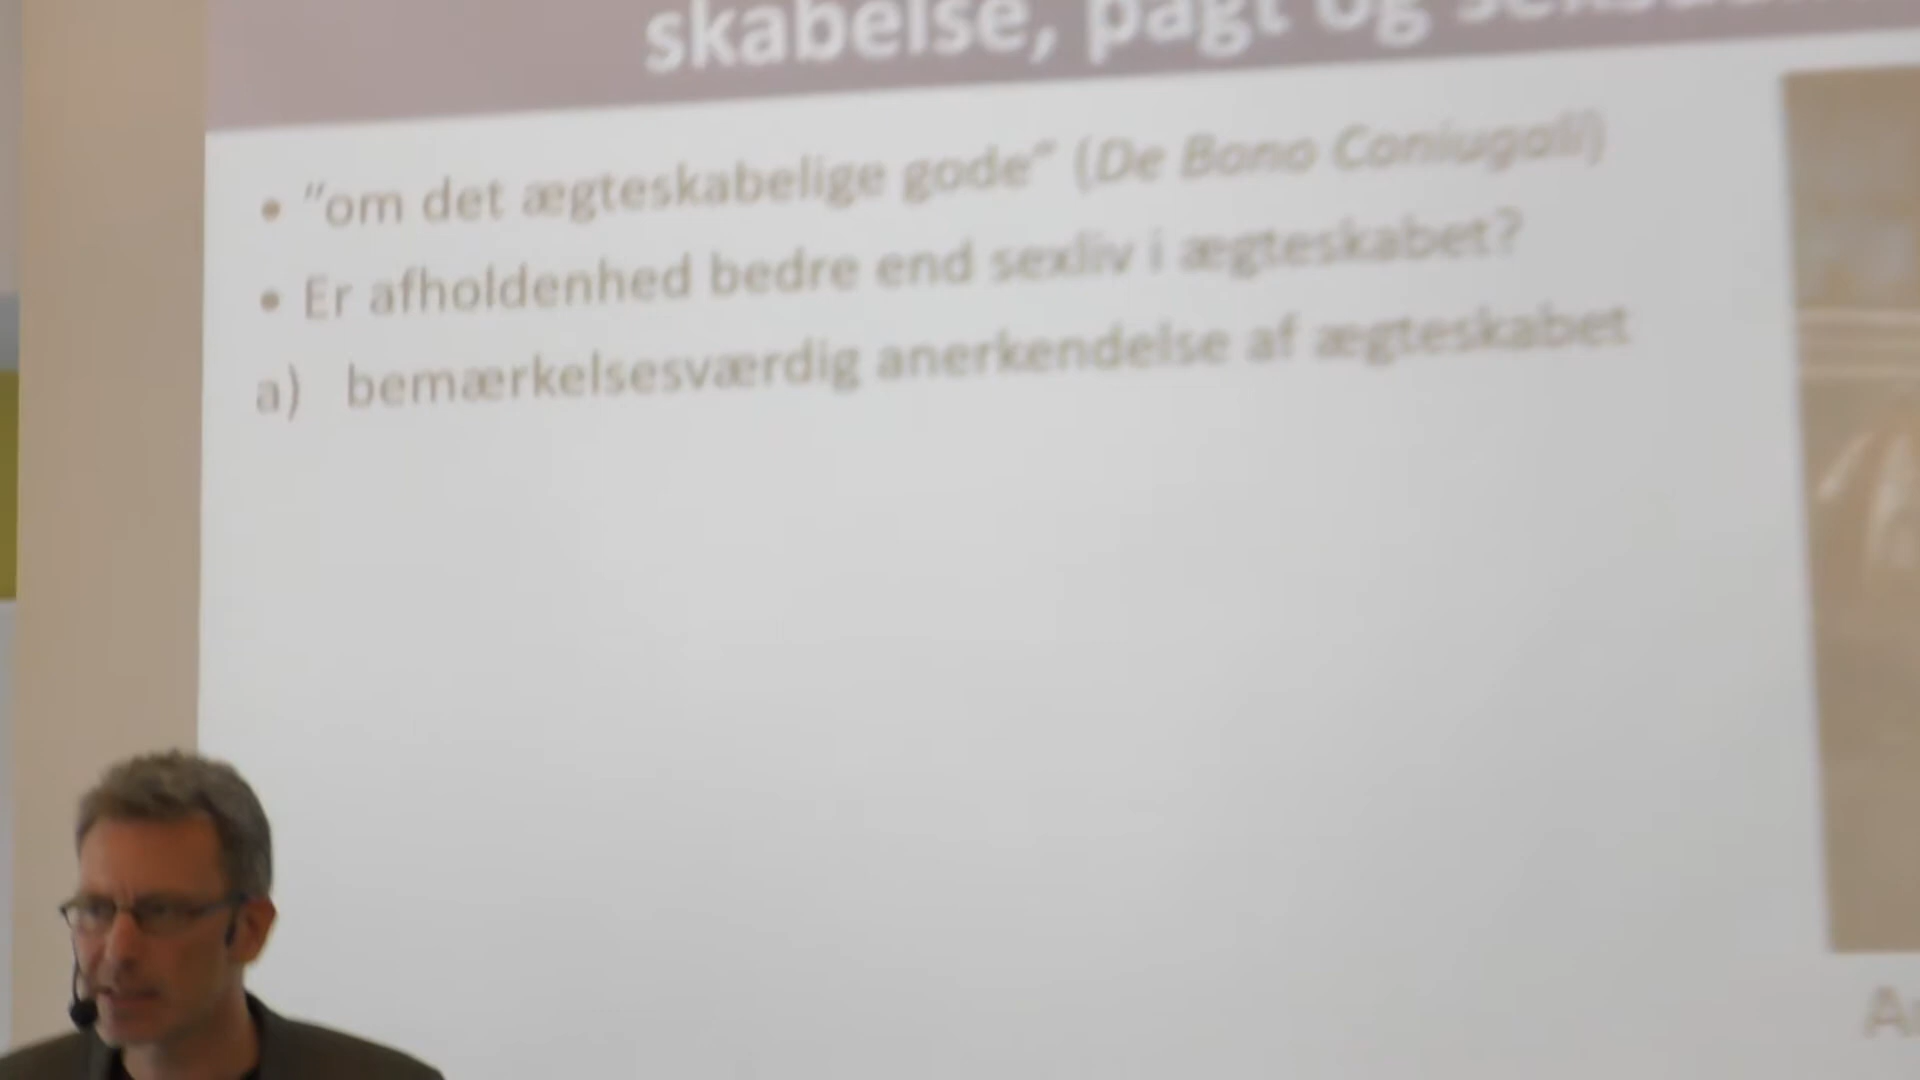 skabelse, pagt og
• ”om det ægteskabelige gode” (De Bono Coniugali)
• Er afholdenhed bedre end sexliv i ægteskabet?
a) bemærkelsesværdig anerkendelse af ægteskabet